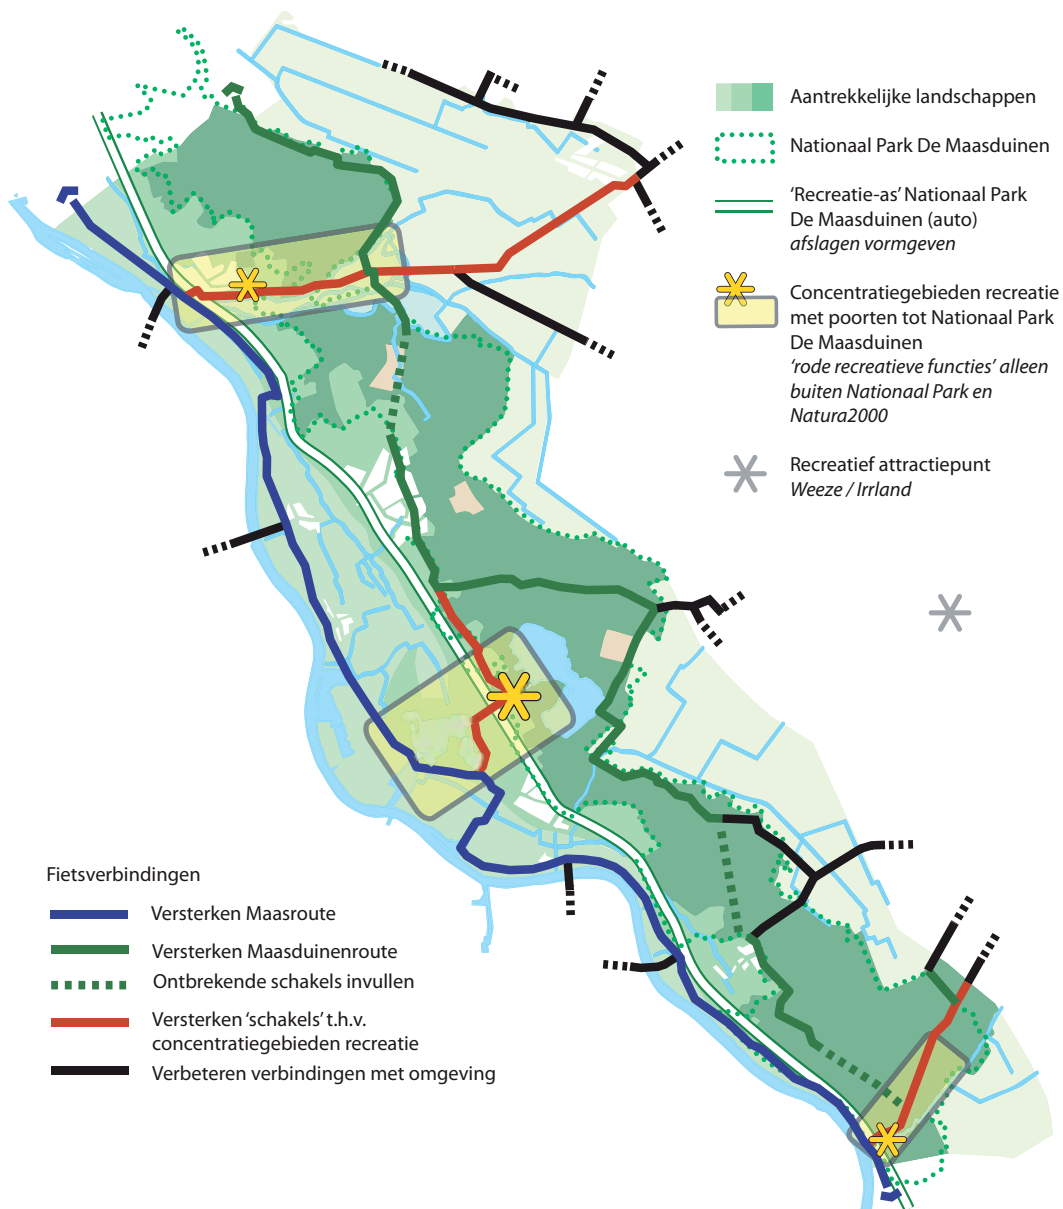 Aantrekkelijke landschappen
Nationaal Park De Maasduinen
‘Recreatie-as’ Nationaal Park
De Maasduinen (auto)
afslagen vormgeven
Concentratiegebieden recreatie
met poorten tot Nationaal Park
De Maasduinen
‘rode recreatieve functies’ alleen
buiten Nationaal Park en
Natura2000
Recreatief attractiepunt
Weeze / Irrland
Fietsverbindingen
Versterken Maasroute
Versterken Maasduinenroute
Ontbrekende schakels invullen
Versterken ‘schakels’ t.h.v.
concentratiegebieden recreatie
Verbeteren verbindingen met omgeving